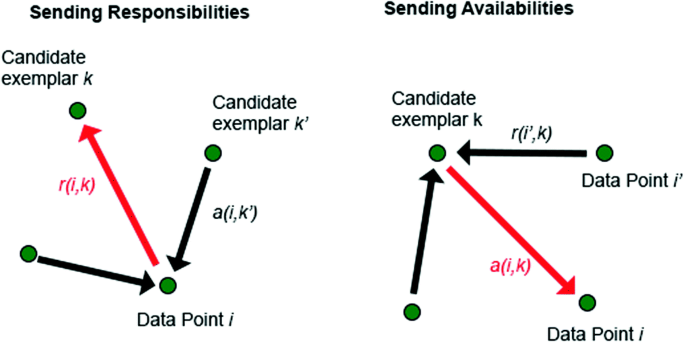 Sending Responsibilities
Candidate
exemplar k
Candidate
exemplar k’
r(i,k)
a(i,k’)
Data Point i
Sending Availabilities
Candidate
exemplar k
r(i’,k)
Data Point i’
a(i,k)
Data Point i